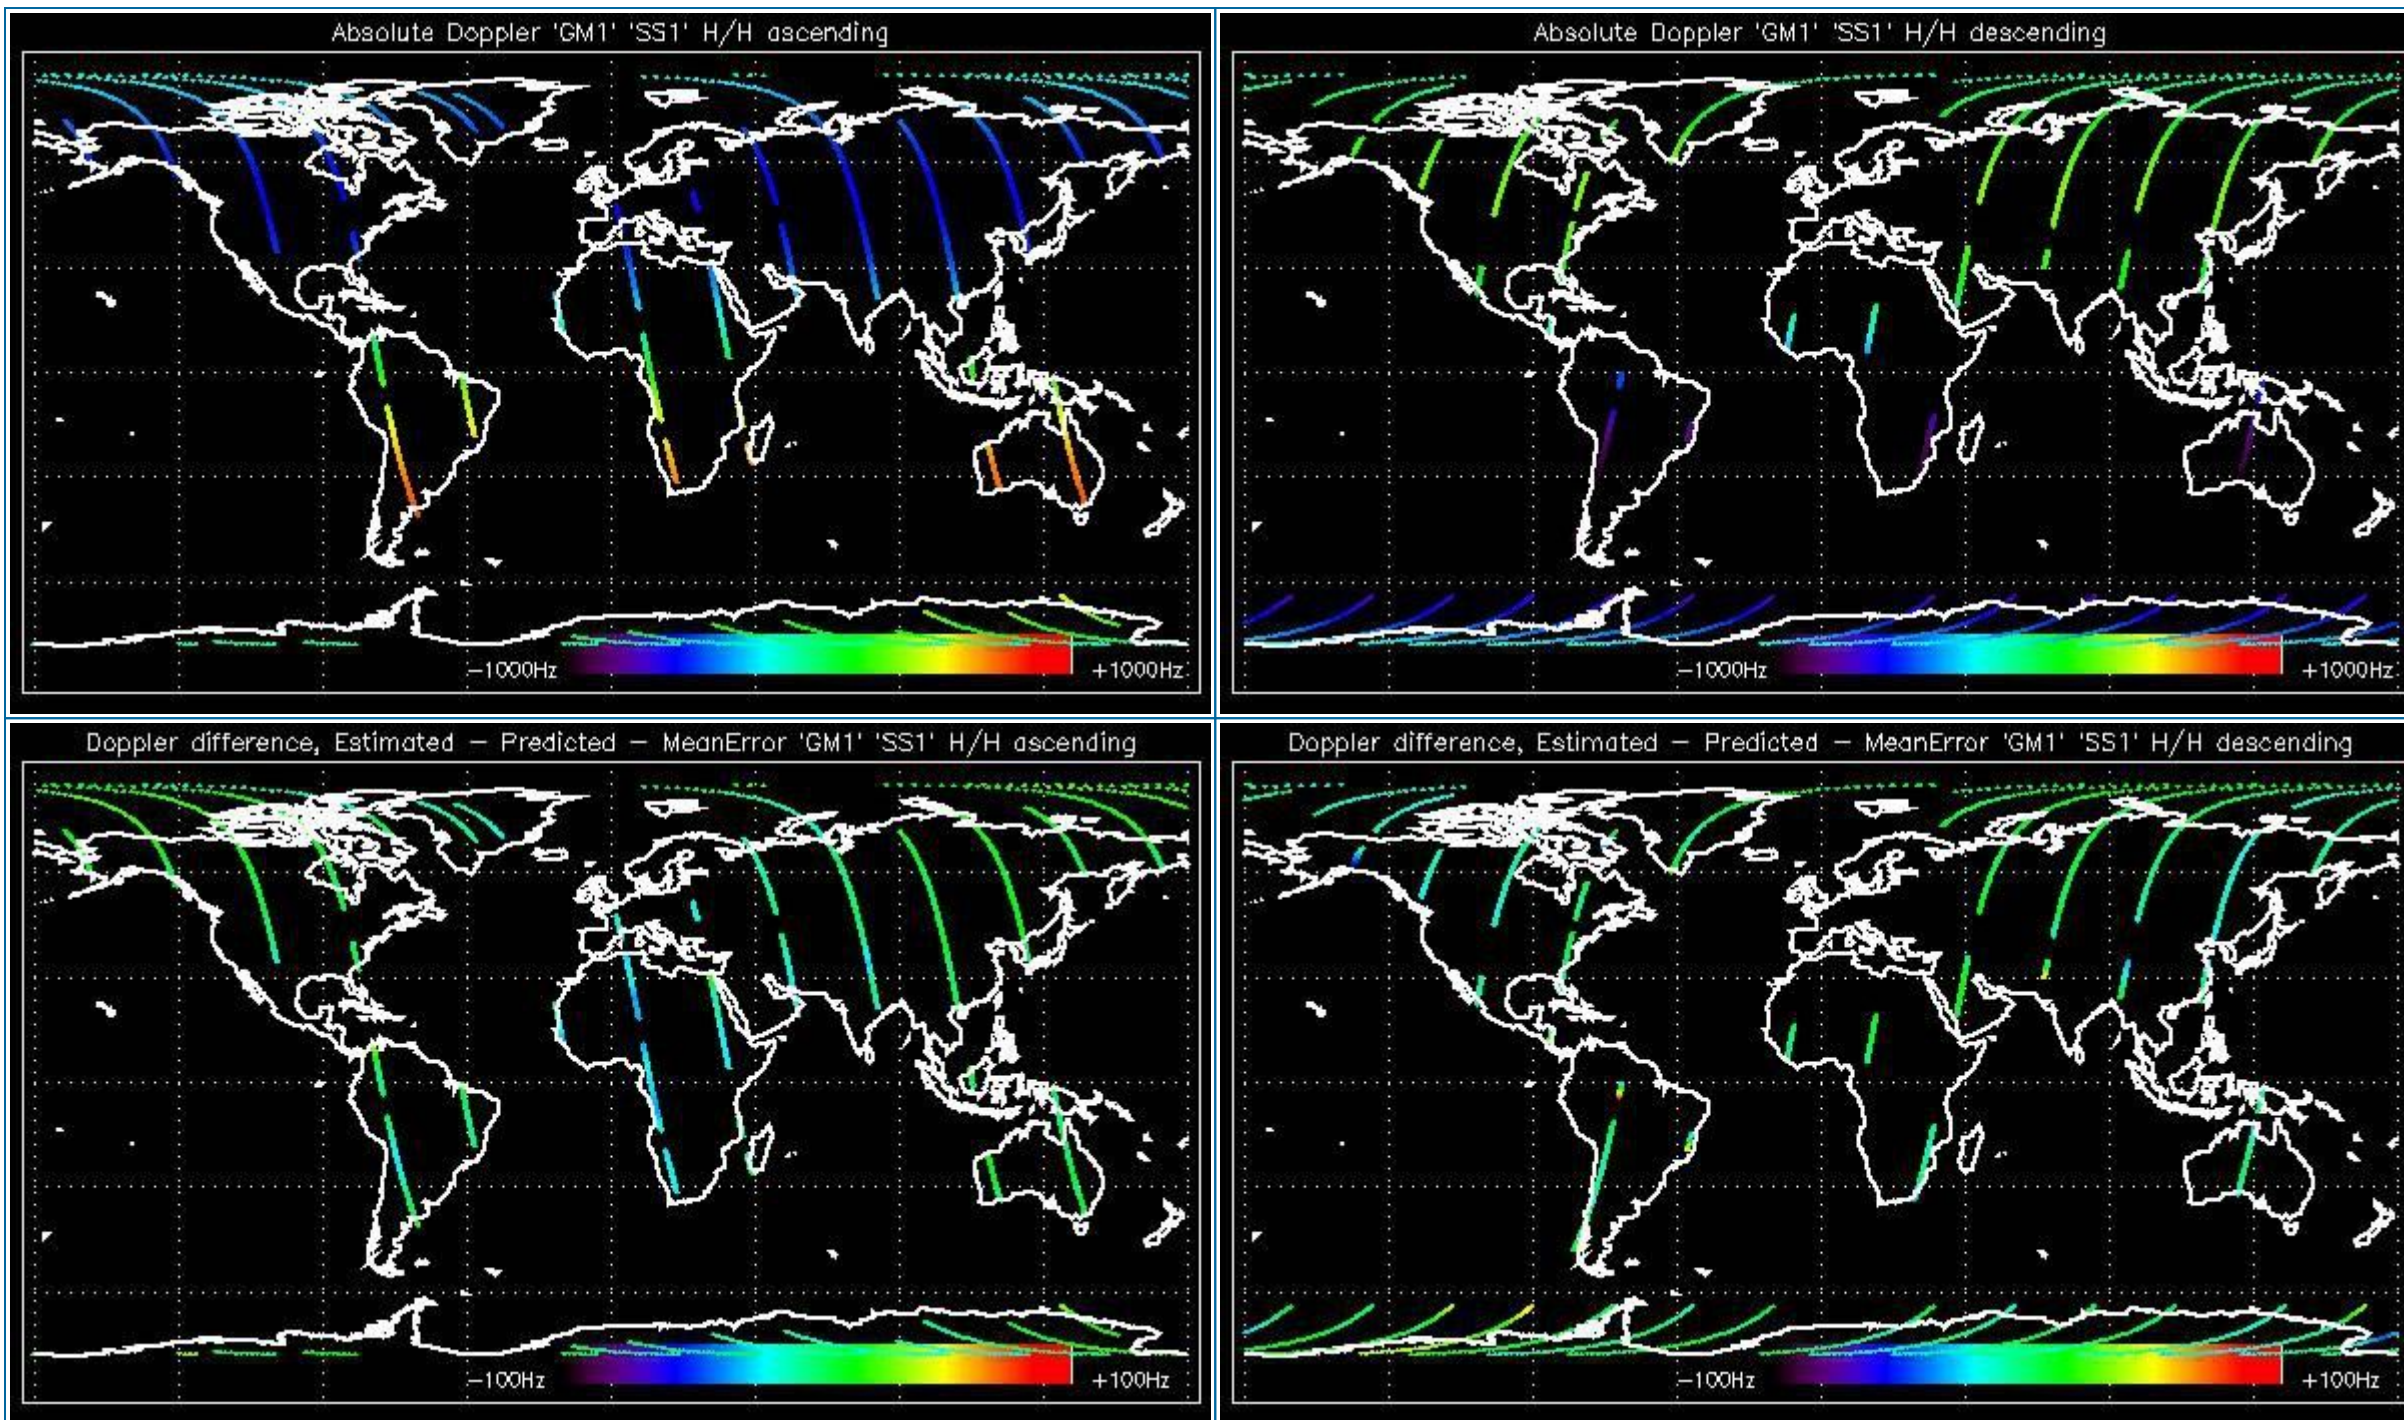 Absolute Doppler 'GM1' 'SS1' H/H ascending
-1000Hz
+1000Hz
Absolute Doppler 'GM1' 'SS1' H/H descending
-1000Hz
+1000Hz
Doppler difference, Estimated - Predicted - MeanError 'GM1' 'SS1' H/H ascending
-100Hz
+100Hz
Doppler difference, Estimated - Predicted - MeanError 'GM1' 'SS1' H/H descending
-100Hz
+100Hz